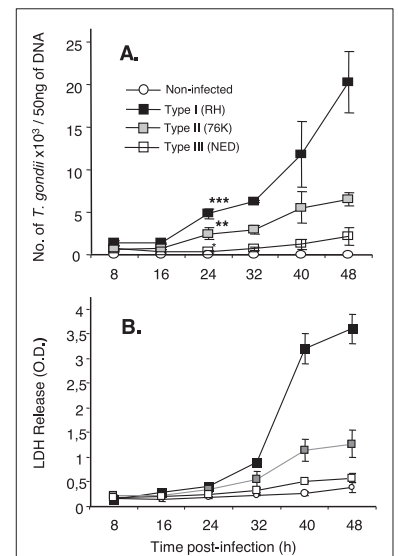 A.
No. of T. gondii x10³ / 50ng of DNA
25
20
15
10
5
0
Non-infected
Type I (RH)
Type II (76K)
Type III (NED)
***
**
*
8 16 24 32 40 48
B.
LDH Release (O.D.)
4
3,5
3
2,5
2
1,5
1
0,5
0
8 16 24 32 40 48
Time post-infection (h)